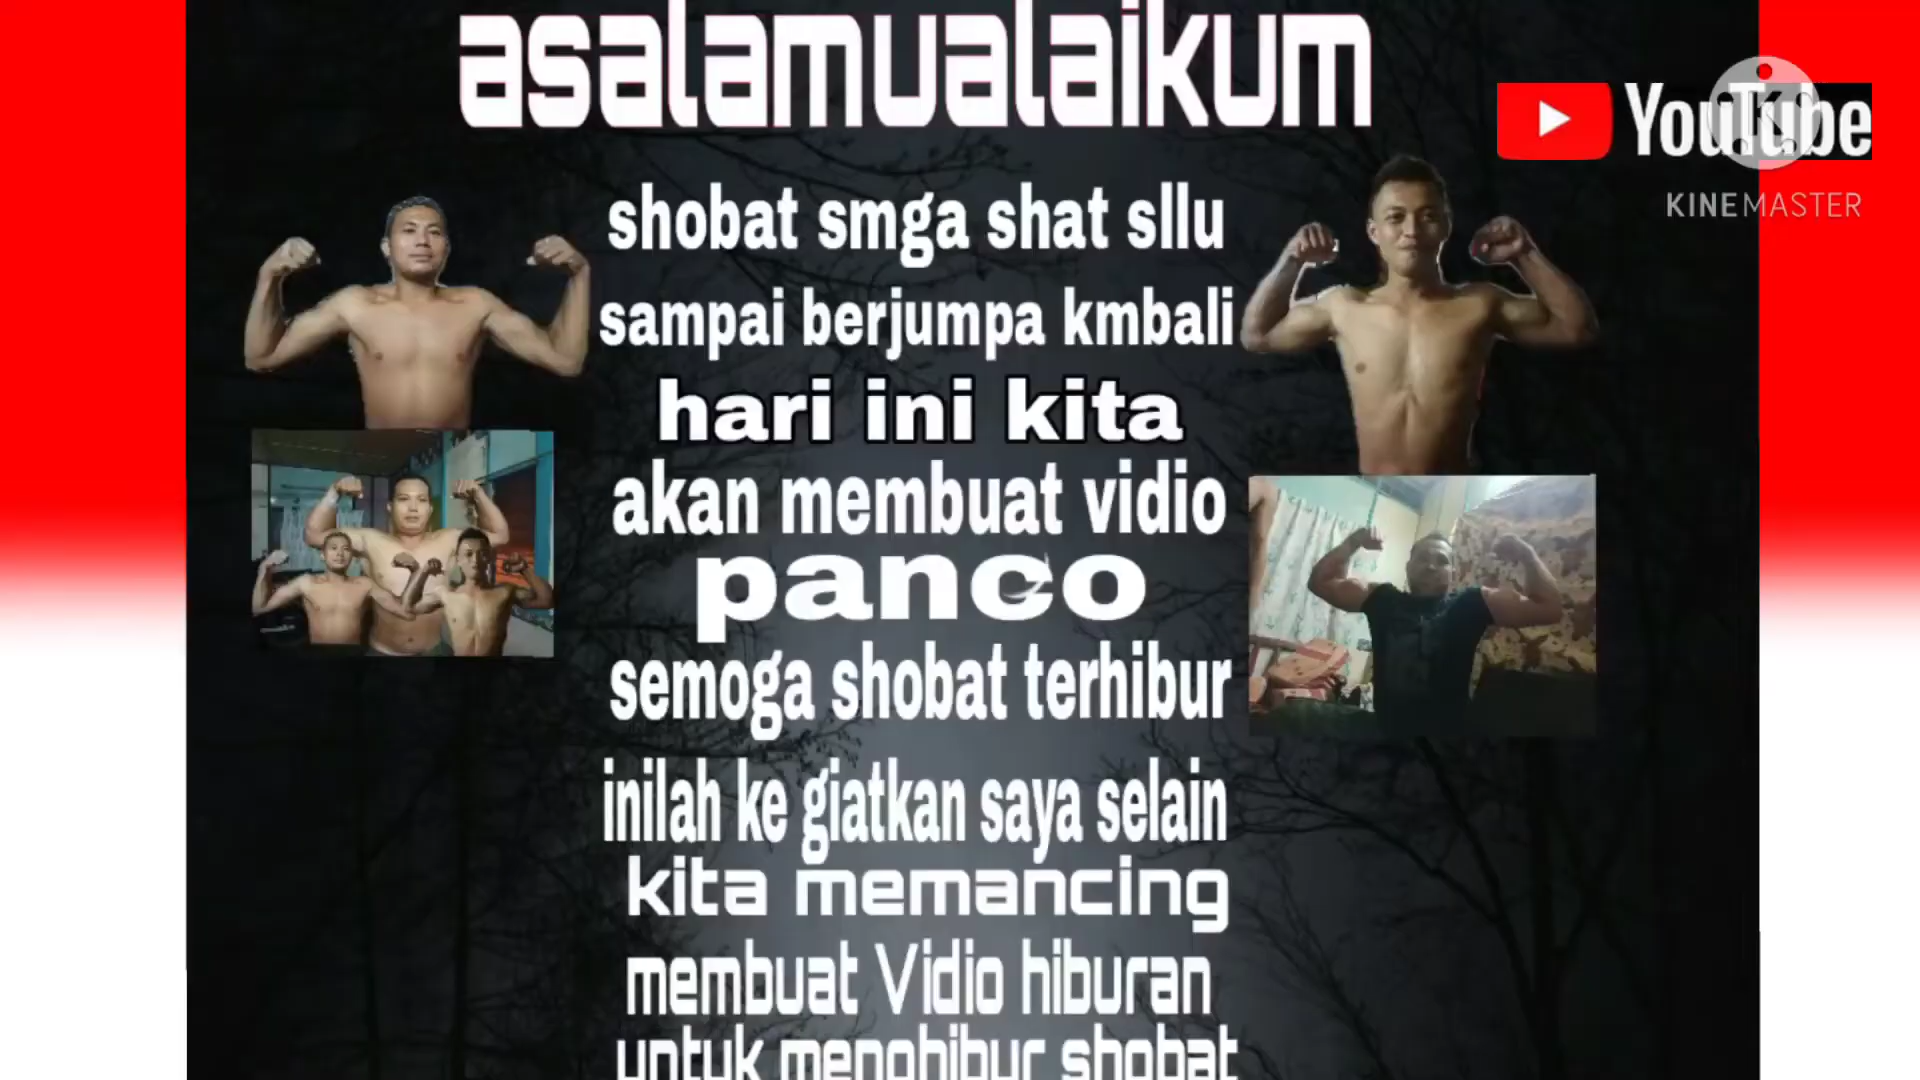 asalamualaikum
YouTube
KINEMASTER
shobat smga shat sllu
sampai berjumpa kmbali
hari ini kita
akan membuat vidio
panco
semoga shobat terhibur
inilah ke giatkan saya selain
kita memancing
membuat Vidio hiburan
untuk menghibur shobat